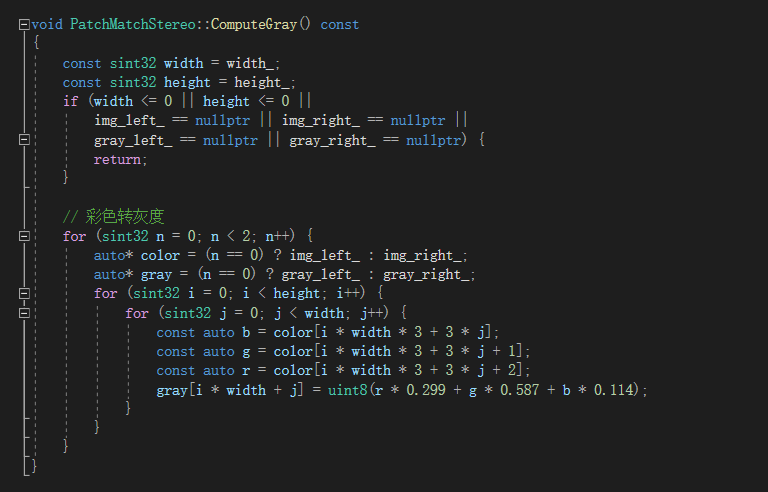 void PatchMatchStereo::ComputeGray() const
{
    const sint32 width = width_;
    const sint32 height = height_;
    if (width <= 0 || height <= 0 ||
        img_left_ == nullptr || img_right_ == nullptr ||
        gray_left_ == nullptr || gray_right_ == nullptr) {
        return;
    }

    // 彩色转灰度
    for (sint32 n = 0; n < 2; n++) {
        auto* color = (n == 0) ? img_left_ : img_right_;
        auto* gray = (n == 0) ? gray_left_ : gray_right_;
        for (sint32 i = 0; i < height; i++) {
            for (sint32 j = 0; j < width; j++) {
                const auto b = color[i * width * 3 + 3 * j];
                const auto g = color[i * width * 3 + 3 * j + 1];
                const auto r = color[i * width * 3 + 3 * j + 2];
                gray[i * width + j] = uint8(r * 0.299 + g * 0.587 + b * 0.114);
            }
        }
    }
}